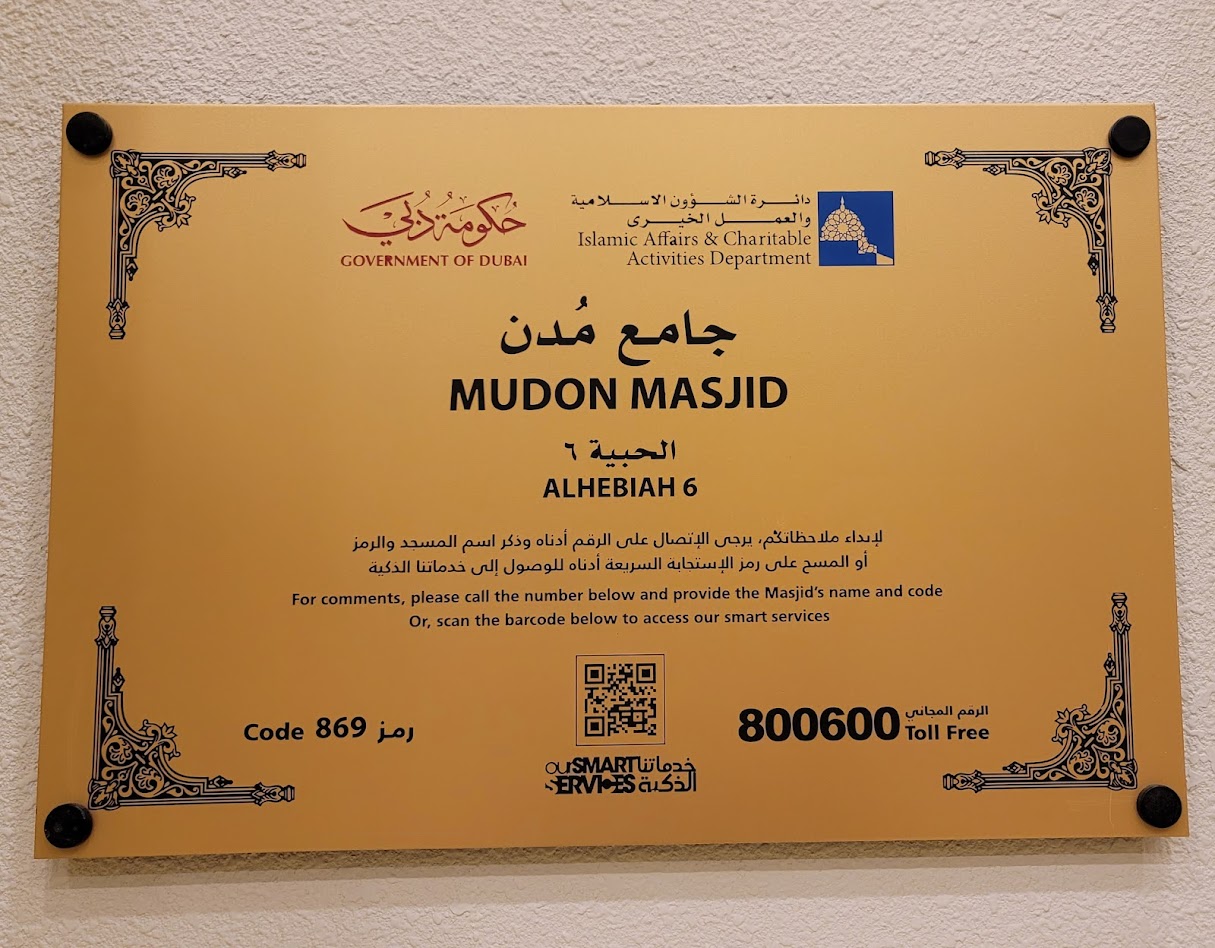 حكومة دبي
GOVERNMENT OF DUBAI
دائرة الشؤون الاسلامية
والعمل الخيرى
Islamic Affairs & Charitable
Activities Department
جامع مُدن
MUDON MASJID
الحبية ٦
ALHEBIAH 6
لإبداء ملاحظاتكم، يرجى الإتصال على الرقم أدناه وذكر اسم المسجد والرمز
أو المسح على رمز الإستجابة السريعة أدناه للوصول إلى خدماتنا الذكية
For comments, please call the number below and provide the Masjid's name and code
Or, scan the barcode below to access our smart services
Code 869 رمز
ourSMART خدماتنا
SERVICES الذكية
800600 الرقم المجاني
Toll Free